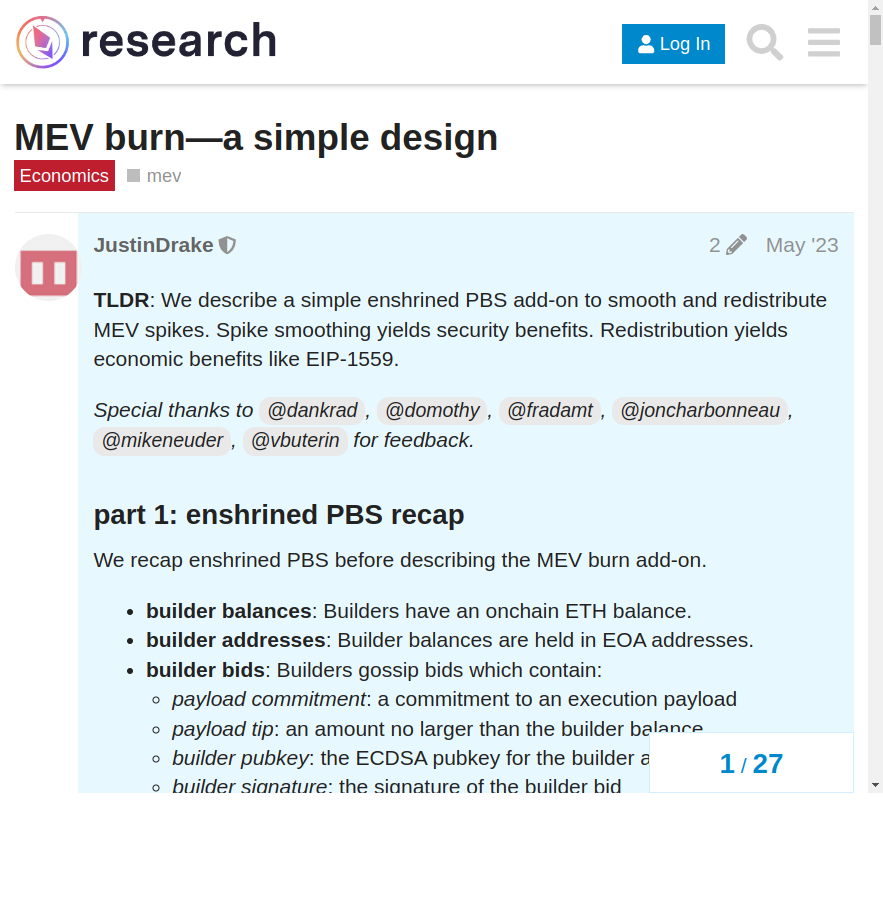 research
Log In
MEV burn—a simple design
Economics mev
JustinDrake 2 May '23
TLDR: We describe a simple enshrined PBS add-on to smooth and redistribute
MEV spikes. Spike smoothing yields security benefits. Redistribution yields
economic benefits like EIP-1559.
Special thanks to @dankrad, @domothy, @fradamt, @joncharbonneau,
@mikeneuder, @vbuterin for feedback.
part 1: enshrined PBS recap
We recap enshrined PBS before describing the MEV burn add-on.
• builder balances: Builders have an onchain ETH balance.
• builder addresses: Builder balances are held in EOA addresses.
• builder bids: Builders gossip bids which contain:
◦ payload commitment: a commitment to an execution payload
◦ payload tip: an amount no larger than the builder balance
◦ builder pubkey: the ECDSA pubkey for the builder a
◦ builder signature: the signature of the builder bid
1 / 27